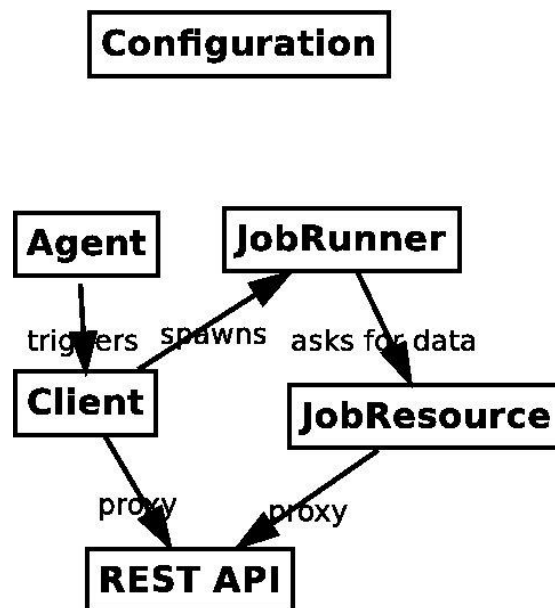 Configuration
Agent
JobRunner
triggers
spawns
asks for data
Client
JobResource
proxy
proxy
REST API